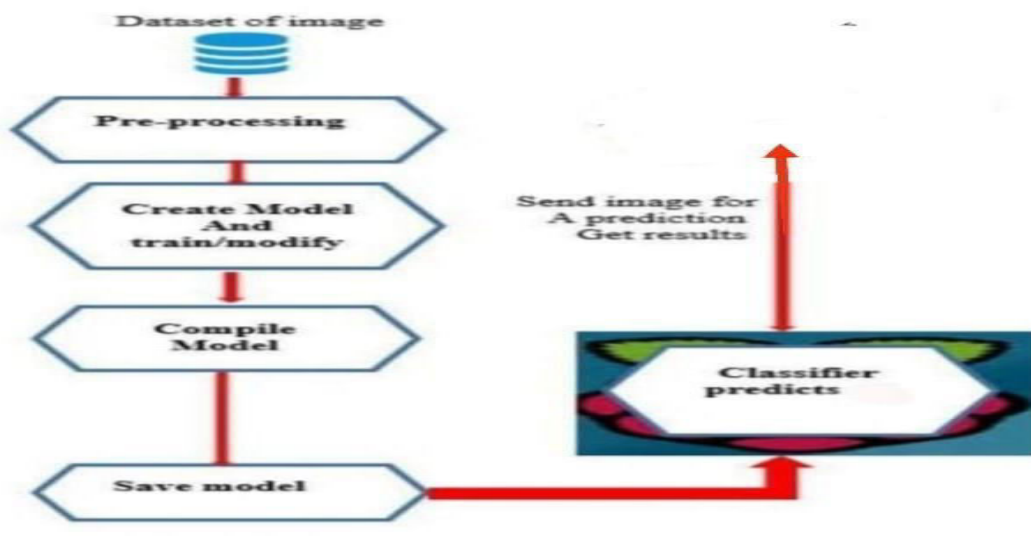 Dataset of image
Pre-processing
Create Model
And
train/modify
Compile
Model
Save model
Send image for
A prediction
Get results
Classifier
predicts